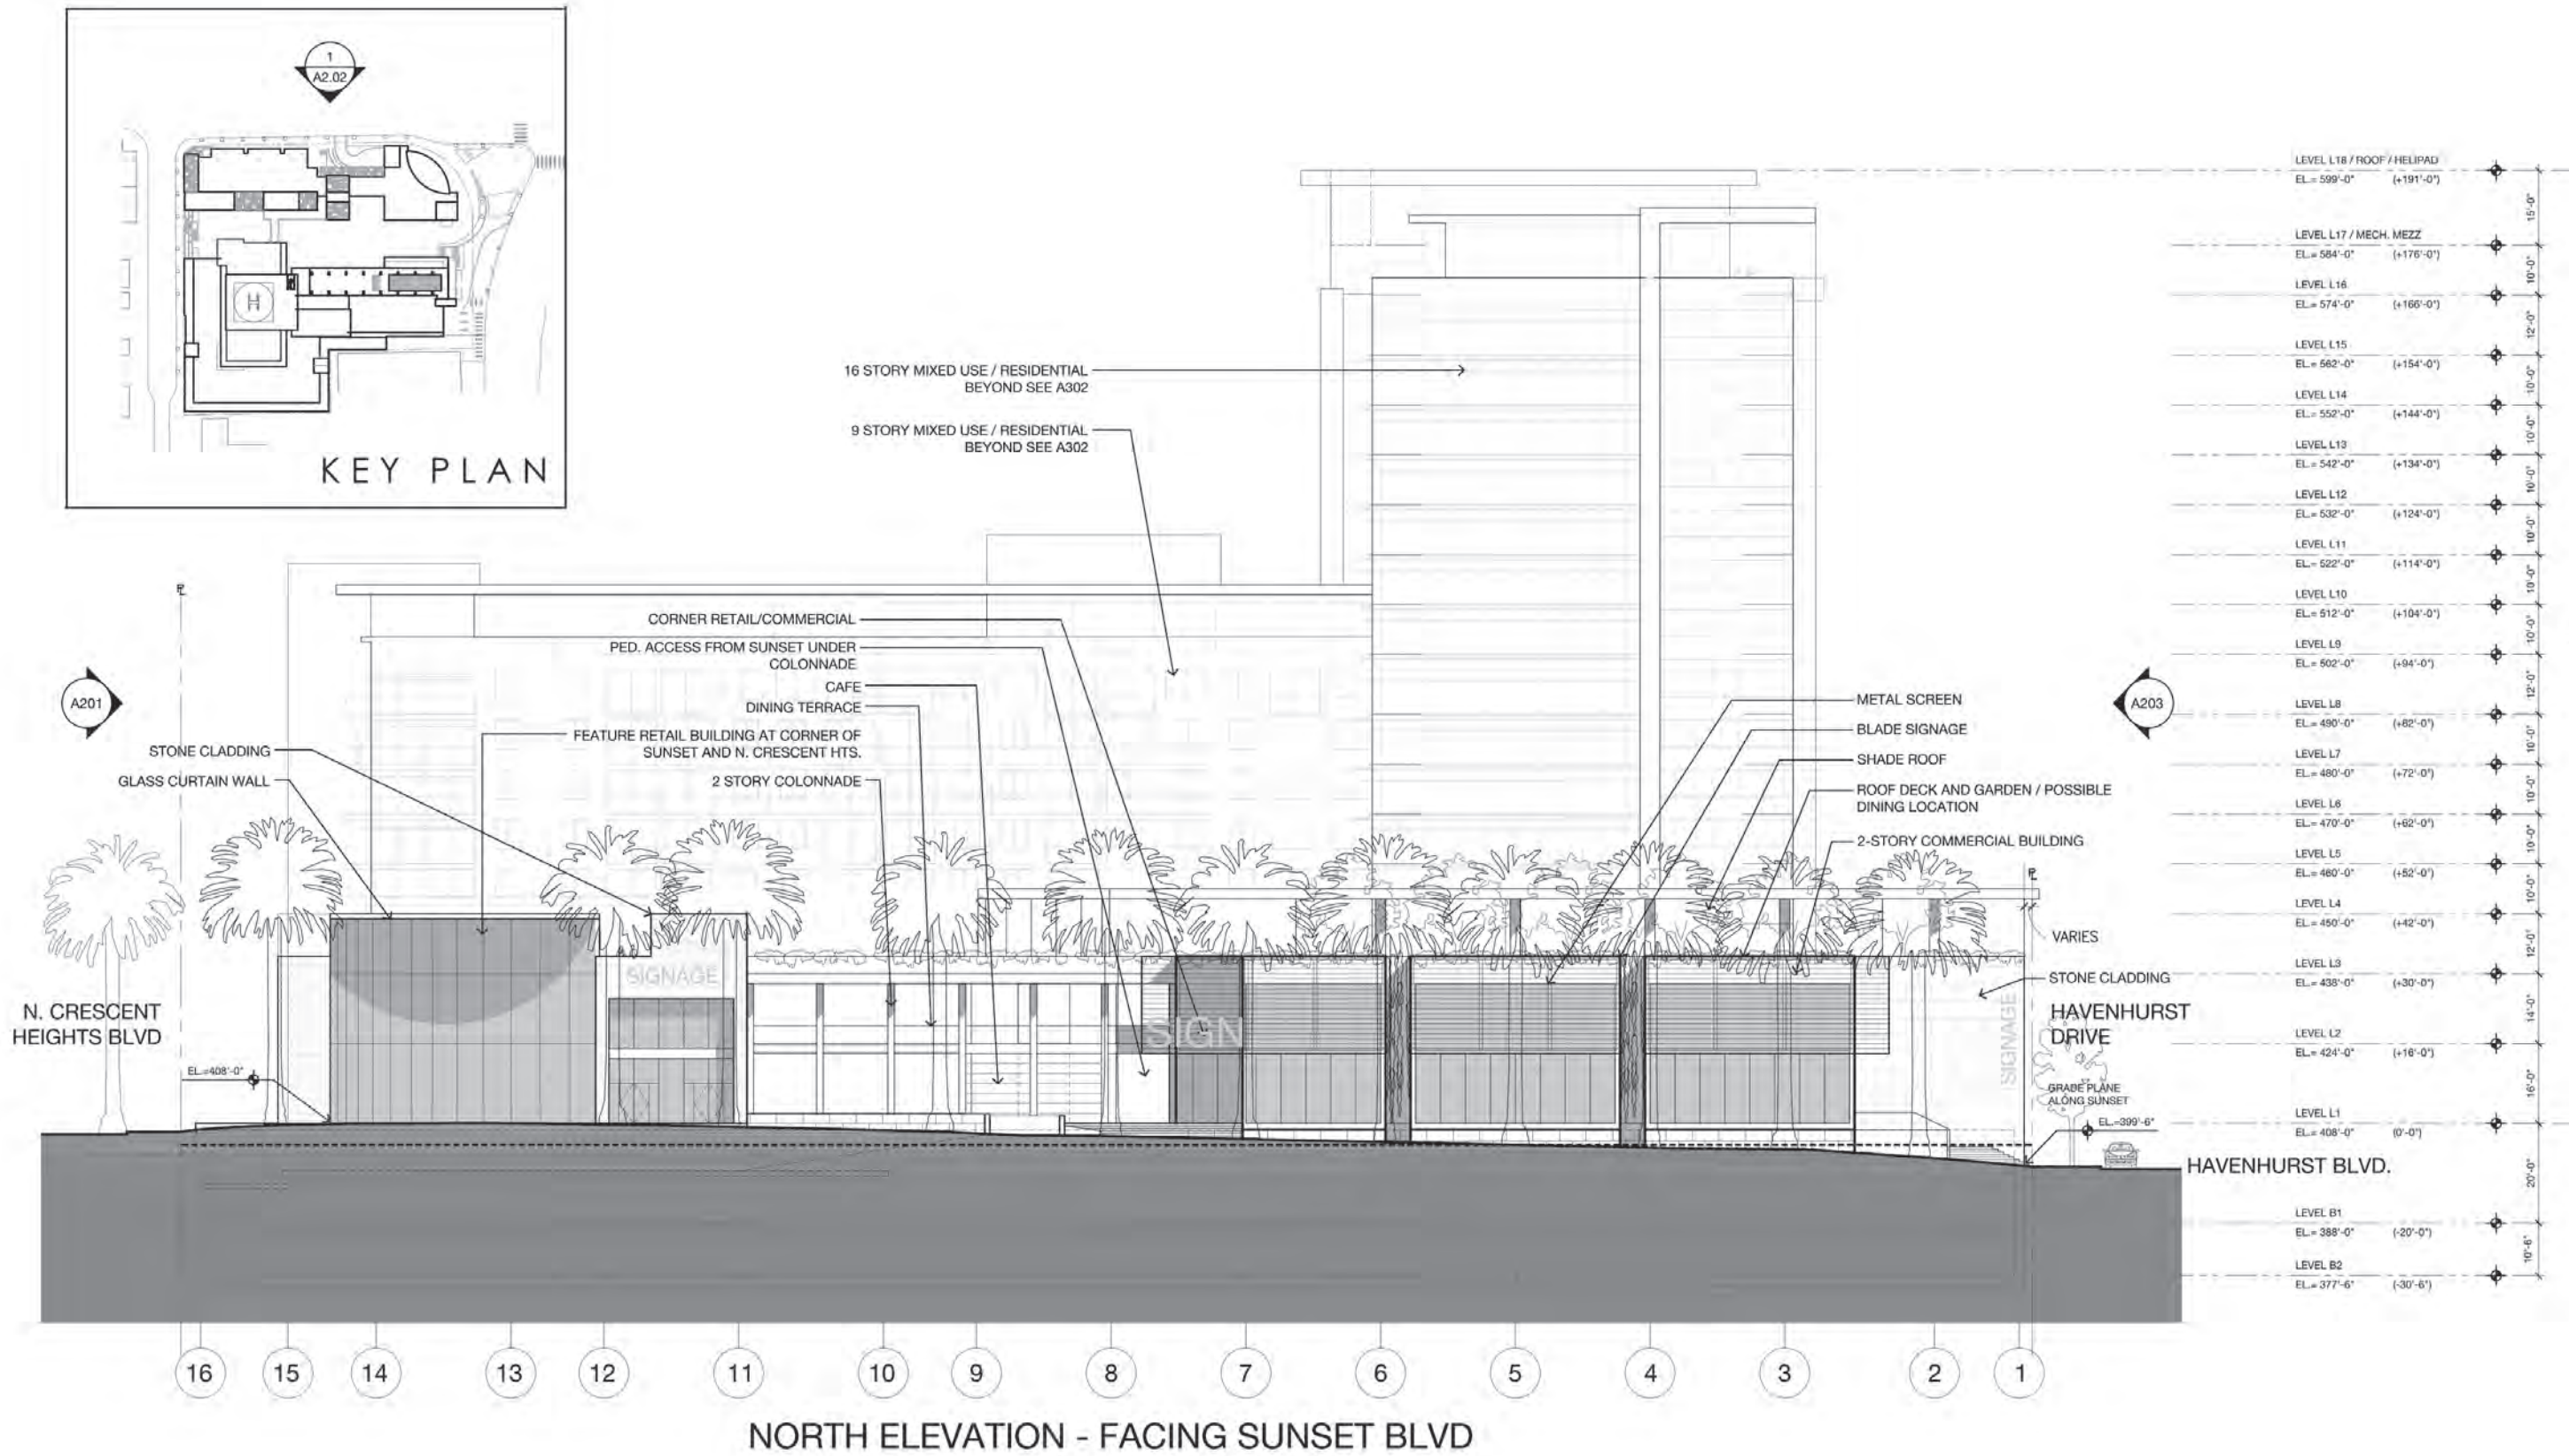 1
A2.02
H
KEY PLAN
16 STORY MIXED USE / RESIDENTIAL
BEYOND SEE A302
9 STORY MIXED USE / RESIDENTIAL
BEYOND SEE A302
CORNER RETAIL/COMMERCIAL
PED. ACCESS FROM SUNSET UNDER
COLONNADE
CAFE
DINING TERRACE
FEATURE RETAIL BUILDING AT CORNER OF
SUNSET AND N. CRESCENT HTS.
2 STORY COLONNADE
STONE CLADDING
GLASS CURTAIN WALL
A201
A203
METAL SCREEN
BLADE SIGNAGE
SHADE ROOF
ROOF DECK AND GARDEN / POSSIBLE
DINING LOCATION
2-STORY COMMERCIAL BUILDING
VARIES
STONE CLADDING
N. CRESCENT
HEIGHTS BLVD
EL.=408'-0"
SIGNAGE
SIGN
SIGNAGE
HAVENHURST
DRIVE
GRADE PLANE
ALONG SUNSET
EL.=399'-6"
HAVENHURST BLVD.
LEVEL L18 / ROOF / HELIPAD
EL.= 599'-0" (+191'-0")
15'-0"
LEVEL L17 / MECH. MEZZ
EL.= 584'-0" (+176'-0")
10'-0"
LEVEL L16
EL.= 574'-0" (+166'-0")
12'-0"
LEVEL L15
EL.= 562'-0" (+154'-0")
10'-0"
LEVEL L14
EL.= 552'-0" (+144'-0")
10'-0"
LEVEL L13
EL.= 542'-0" (+134'-0")
10'-0"
LEVEL L12
EL.= 532'-0" (+124'-0")
10'-0"
LEVEL L11
EL.= 522'-0" (+114'-0")
10'-0"
LEVEL L10
EL.= 512'-0" (+104'-0")
10'-0"
LEVEL L9
EL.= 502'-0" (+94'-0")
12'-0"
LEVEL L8
EL.= 490'-0" (+82'-0")
10'-0"
LEVEL L7
EL.= 480'-0" (+72'-0")
10'-0"
LEVEL L6
EL.= 470'-0" (+62'-0")
10'-0"
LEVEL L5
EL.= 460'-0" (+52'-0")
10'-0"
LEVEL L4
EL.= 450'-0" (+42'-0")
12'-0"
LEVEL L3
EL.= 438'-0" (+30'-0")
14'-0"
LEVEL L2
EL.= 424'-0" (+16'-0")
16'-0"
LEVEL L1
EL.= 408'-0" (0'-0")
20'-0"
LEVEL B1
EL.= 388'-0" (-20'-0")
10'-6"
LEVEL B2
EL.= 377'-6" (-30'-6")
16 15 14 13 12 11 10 9 8 7 6 5 4 3 2 1
NORTH ELEVATION - FACING SUNSET BLVD